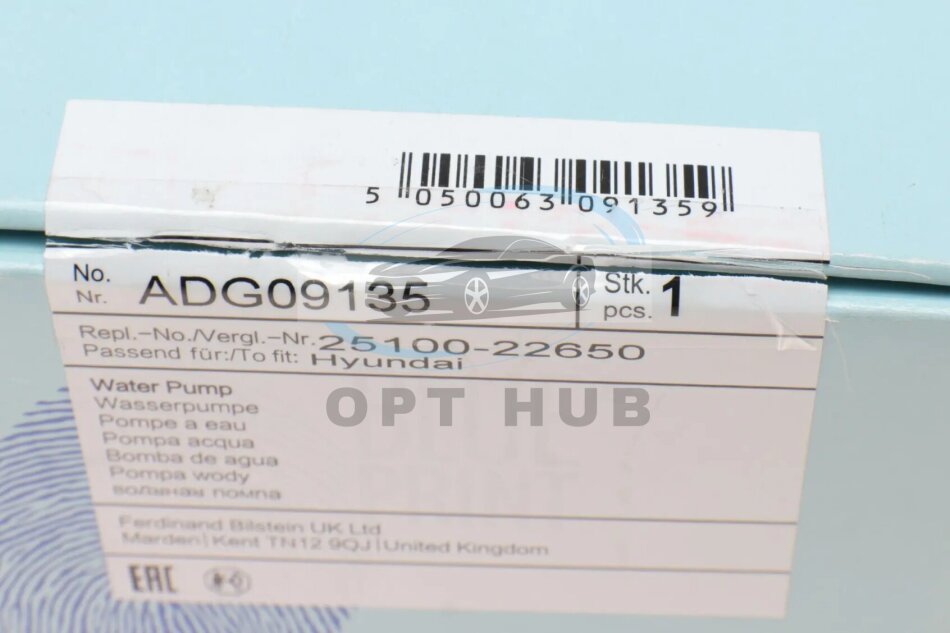 5 050063 091359
No.
Nr. ADG09135
Stk.
pcs. 1
Repl.-No./Vergl.-Nr. 25100-22650
Passend für:/To fit: Hyundai
OPT HUB
Water Pump
Wasserpumpe
Pompe a eau
Pompa acqua
Bomba de agua
Pompa wody
водяная помпа
Ferdinand Bilstein UK Ltd
Marden|Kent TN12 9QJ|United Kingdom
EAC